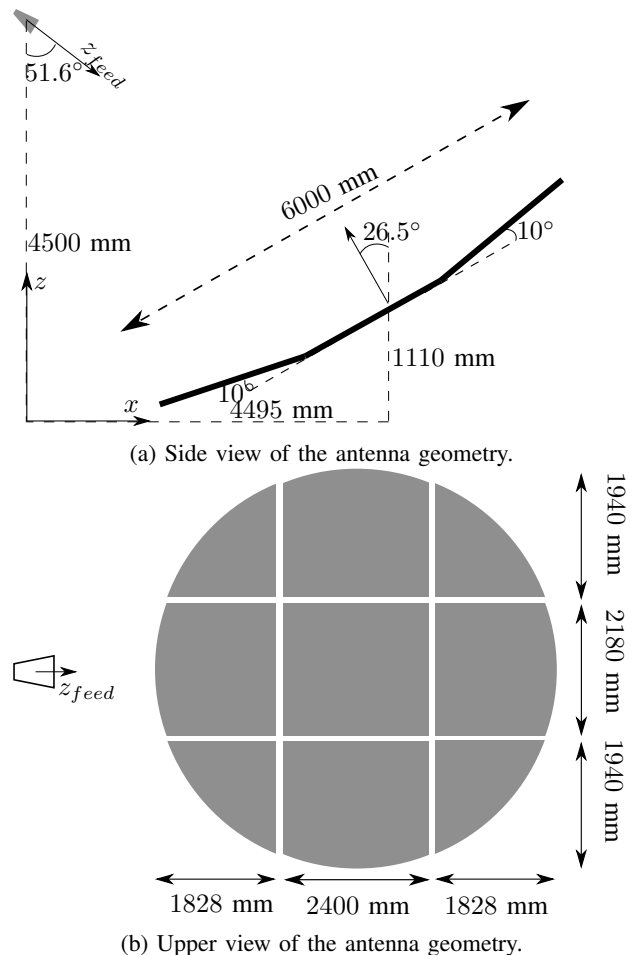 51.6°
z_feed
6000 mm
26.5°
10°
4500 mm
z
1110 mm
10°
x
4495 mm
(a) Side view of the antenna geometry.
1940 mm
2180 mm
z_feed
1940 mm
1828 mm 2400 mm 1828 mm
(b) Upper view of the antenna geometry.